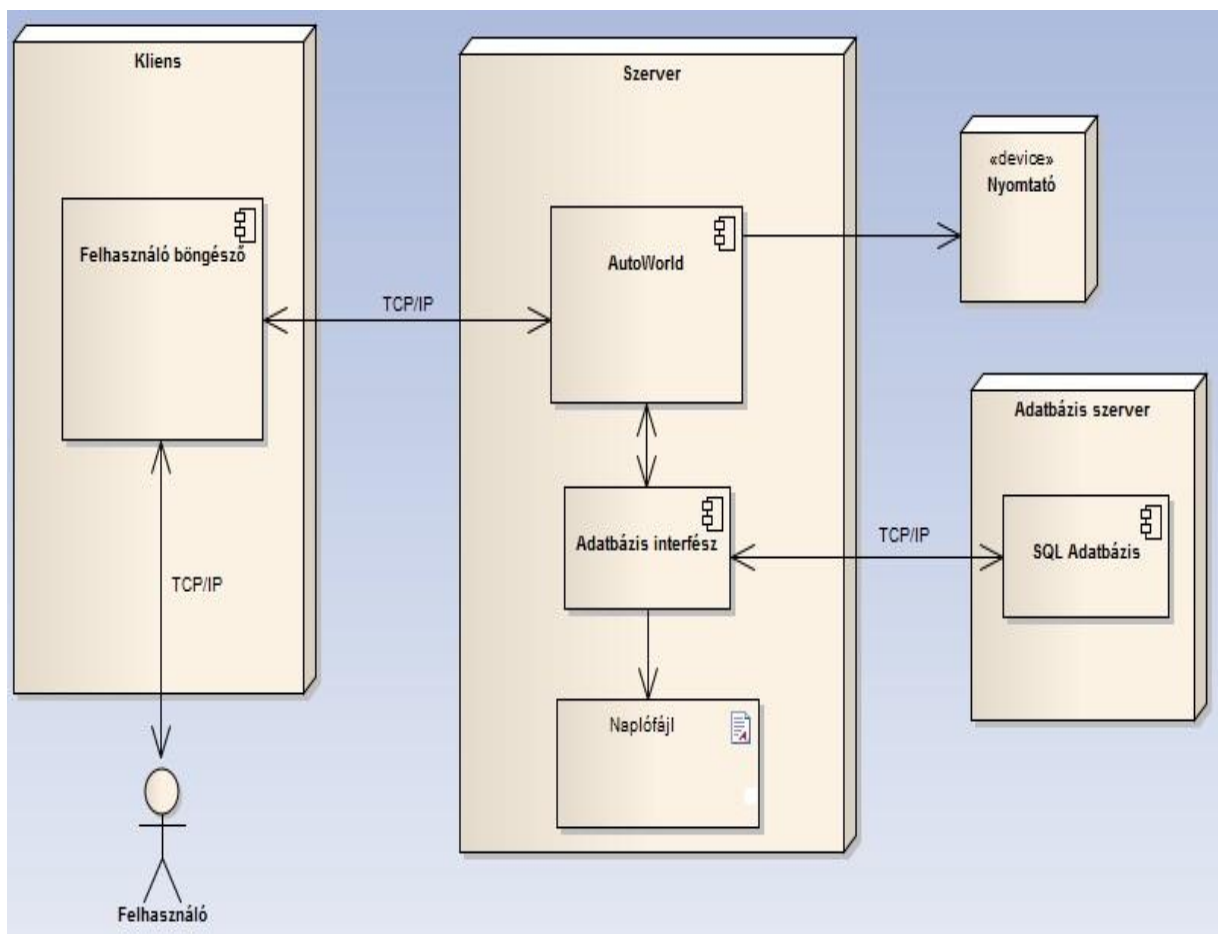 Kliens
Szerver
«device»
Nyomtató
Felhasználó böngésző
AutoWorld
TCP/IP
Adatbázis szerver
Adatbázis interfész
TCP/IP
SQL Adatbázis
TCP/IP
Naplófájl
Felhasználó